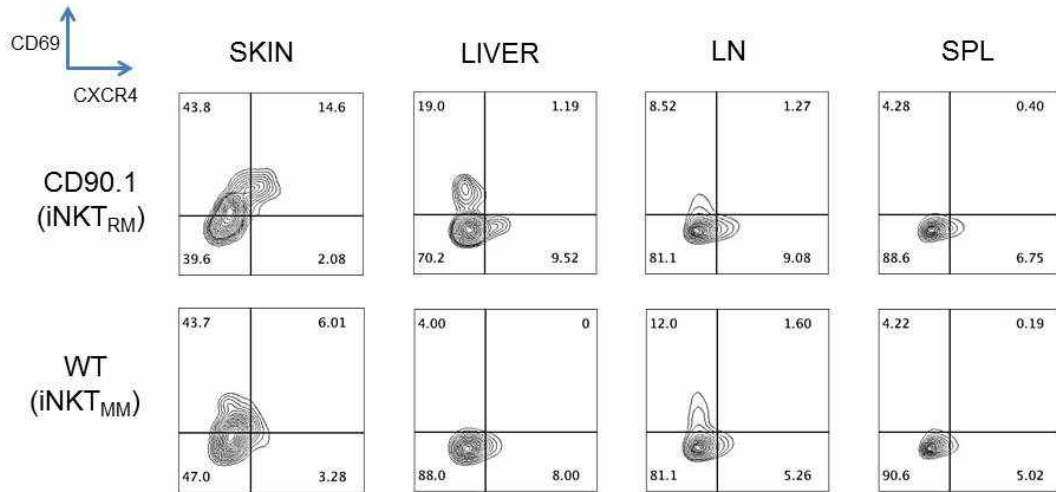 CD69
CXCR4
SKIN LIVER LN SPL
CD90.1
(iNKTRM)
43.8 14.6 19.0 1.19 8.52 1.27 4.28 0.40
39.6 2.08 70.2 9.52 81.1 9.08 88.6 6.75
WT
(iNKTMM)
43.7 6.01 4.00 0 12.0 1.60 4.22 0.19
47.0 3.28 88.0 8.00 81.1 5.26 90.6 5.02